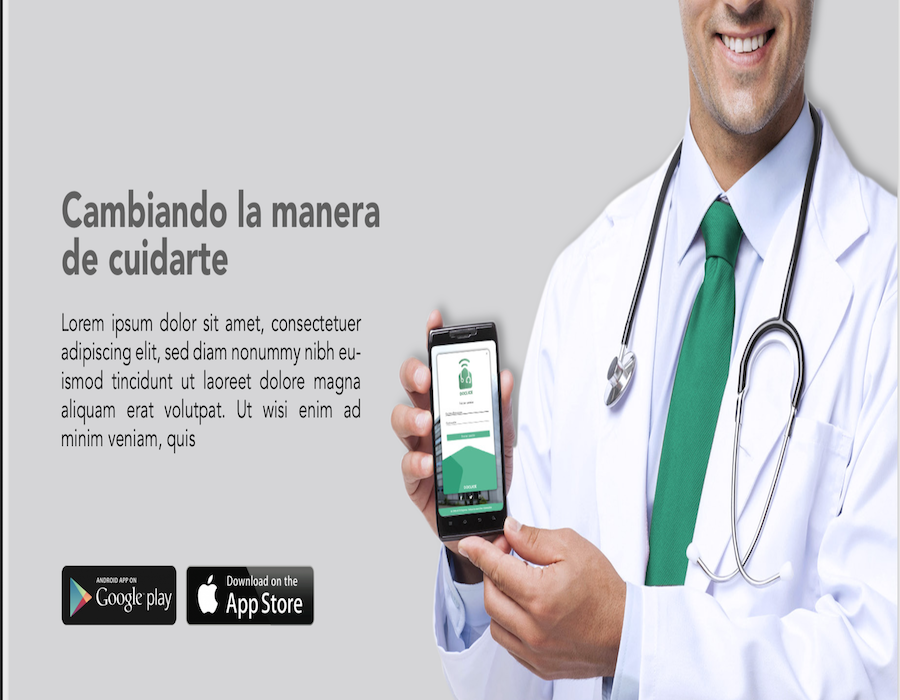 Cambiando la manera
de cuidarte
Lorem ipsum dolor sit amet, consectetuer
adipiscing elit, sed diam nonummy nibh eu-
ismod tincidunt ut laoreet dolore magna
aliquam erat volutpat. Ut wisi enim ad
minim veniam, quis
ANDROID APP ON
Google play
Download on the
App Store